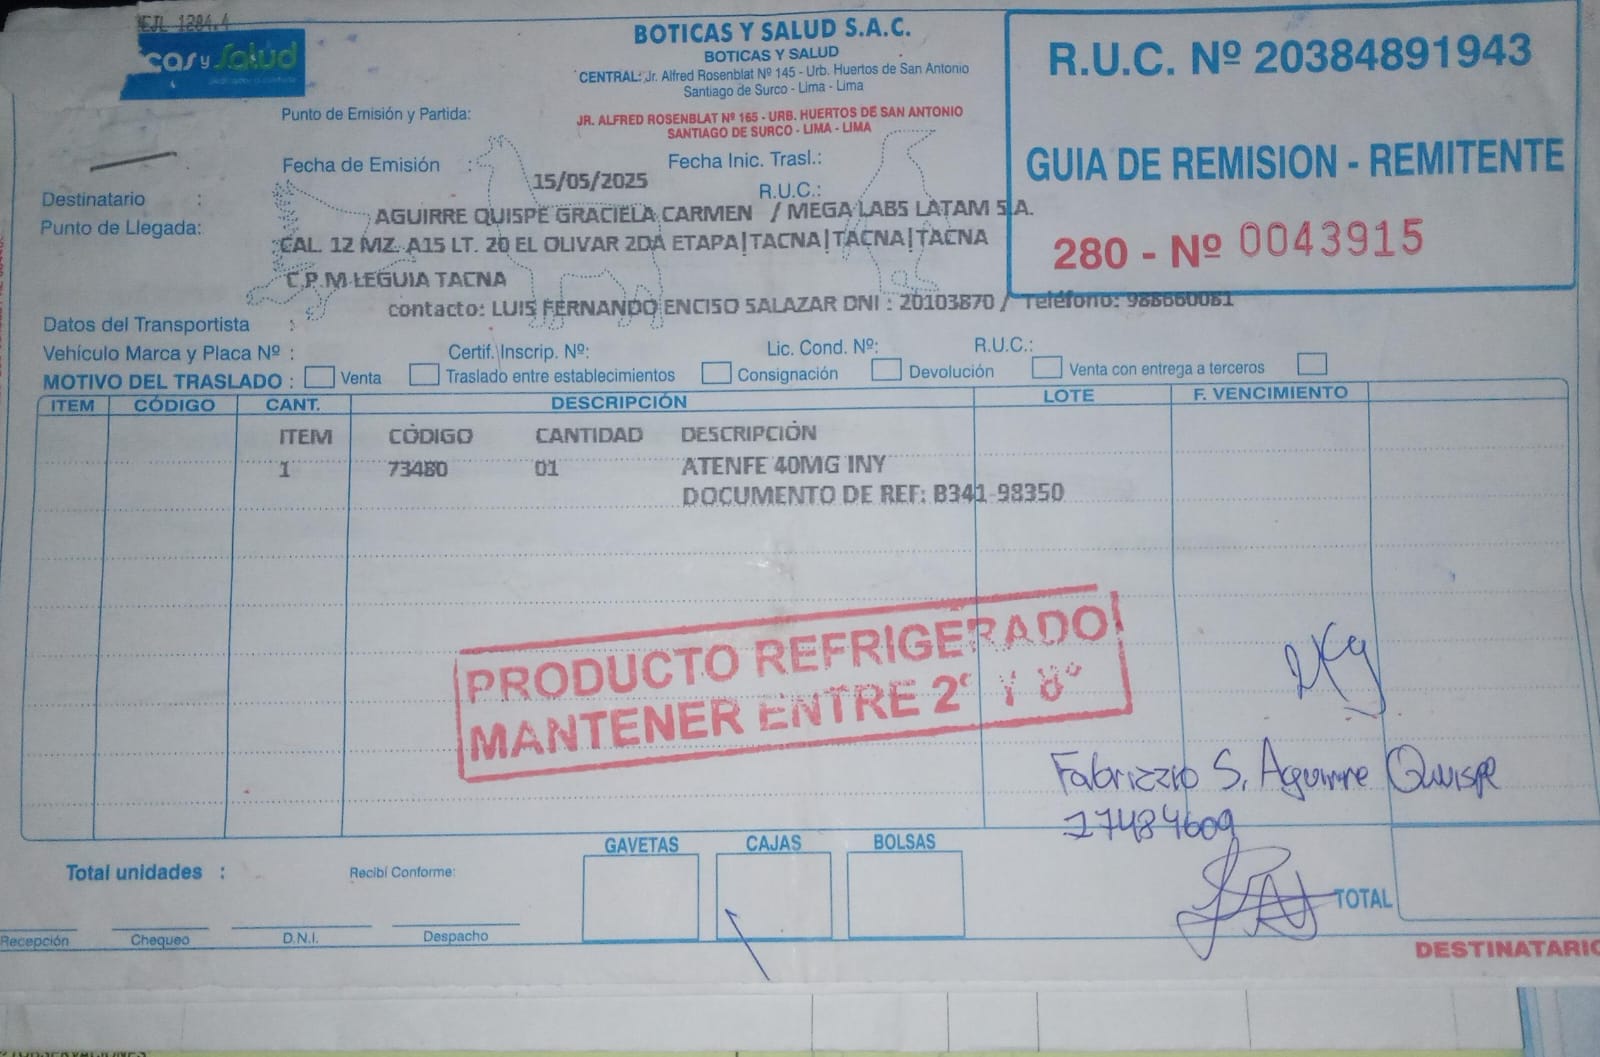 EJL 1284.4
cas y Salud
BOTICAS Y SALUD S.A.C.
BOTICAS Y SALUD
CENTRAL: Jr. Alfred Rosenblat Nº 145 - Urb. Huertos de San Antonio
Santiago de Surco - Lima - Lima
Punto de Emisión y Partida:
JR. ALFRED ROSENBLAT Nº 165 - URB. HUERTOS DE SAN ANTONIO
SANTIAGO DE SURCO - LIMA - LIMA
R.U.C. Nº 20384891943
GUIA DE REMISION - REMITENTE
280 - Nº 0043915
Fecha de Emisión : 15/05/2025 Fecha Inic. Trasl.:
Destinatario : R.U.C.:
AGUIRRE QUISPE GRACIELA CARMEN / MEGA LABS LATAM S.A.
Punto de Llegada: CAL. 12 MZ. A15 LT. 20 EL OLIVAR 2DA ETAPA|TACNA|TACNA|TACNA
C.P.M LEGUIA TACNA
contacto: LUIS FERNANDO ENCISO SALAZAR DNI : 20103870 / Teléfono: 988660081
Datos del Transportista :
Vehículo Marca y Placa Nº : Certif. Inscrip. Nº: Lic. Cond. Nº: R.U.C.:
MOTIVO DEL TRASLADO : Venta Traslado entre establecimientos Consignación Devolución Venta con entrega a terceros
ITEM CÓDIGO CANT. DESCRIPCIÓN LOTE F. VENCIMIENTO
ITEM CÓDIGO CANTIDAD DESCRIPCIÓN
1 73480 01 ATENFE 40MG INY
DOCUMENTO DE REF: B341-98350
PRODUCTO REFRIGERADO
MANTENER ENTRE 2° Y 8°
Fabrizzio S. Aguirre Quispe
77484609
GAVETAS CAJAS BOLSAS
Total unidades : Recibí Conforme:
TOTAL
Recepción Chequeo D.N.I. Despacho
DESTINATARIO